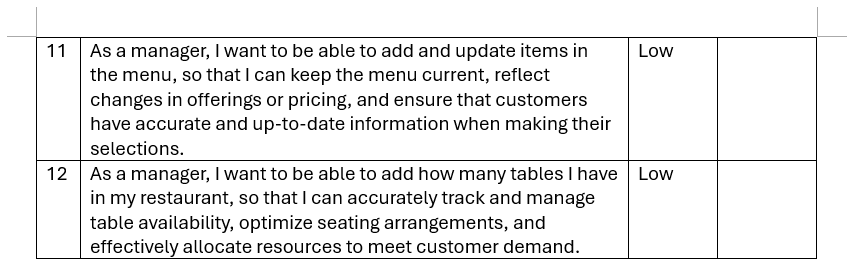 11 As a manager, I want to be able to add and update items in Low
the menu, so that I can keep the menu current, reflect
changes in offerings or pricing, and ensure that customers
have accurate and up-to-date information when making their
selections.
12 As a manager, I want to be able to add how many tables I have Low
in my restaurant, so that I can accurately track and manage
table availability, optimize seating arrangements, and
effectively allocate resources to meet customer demand.